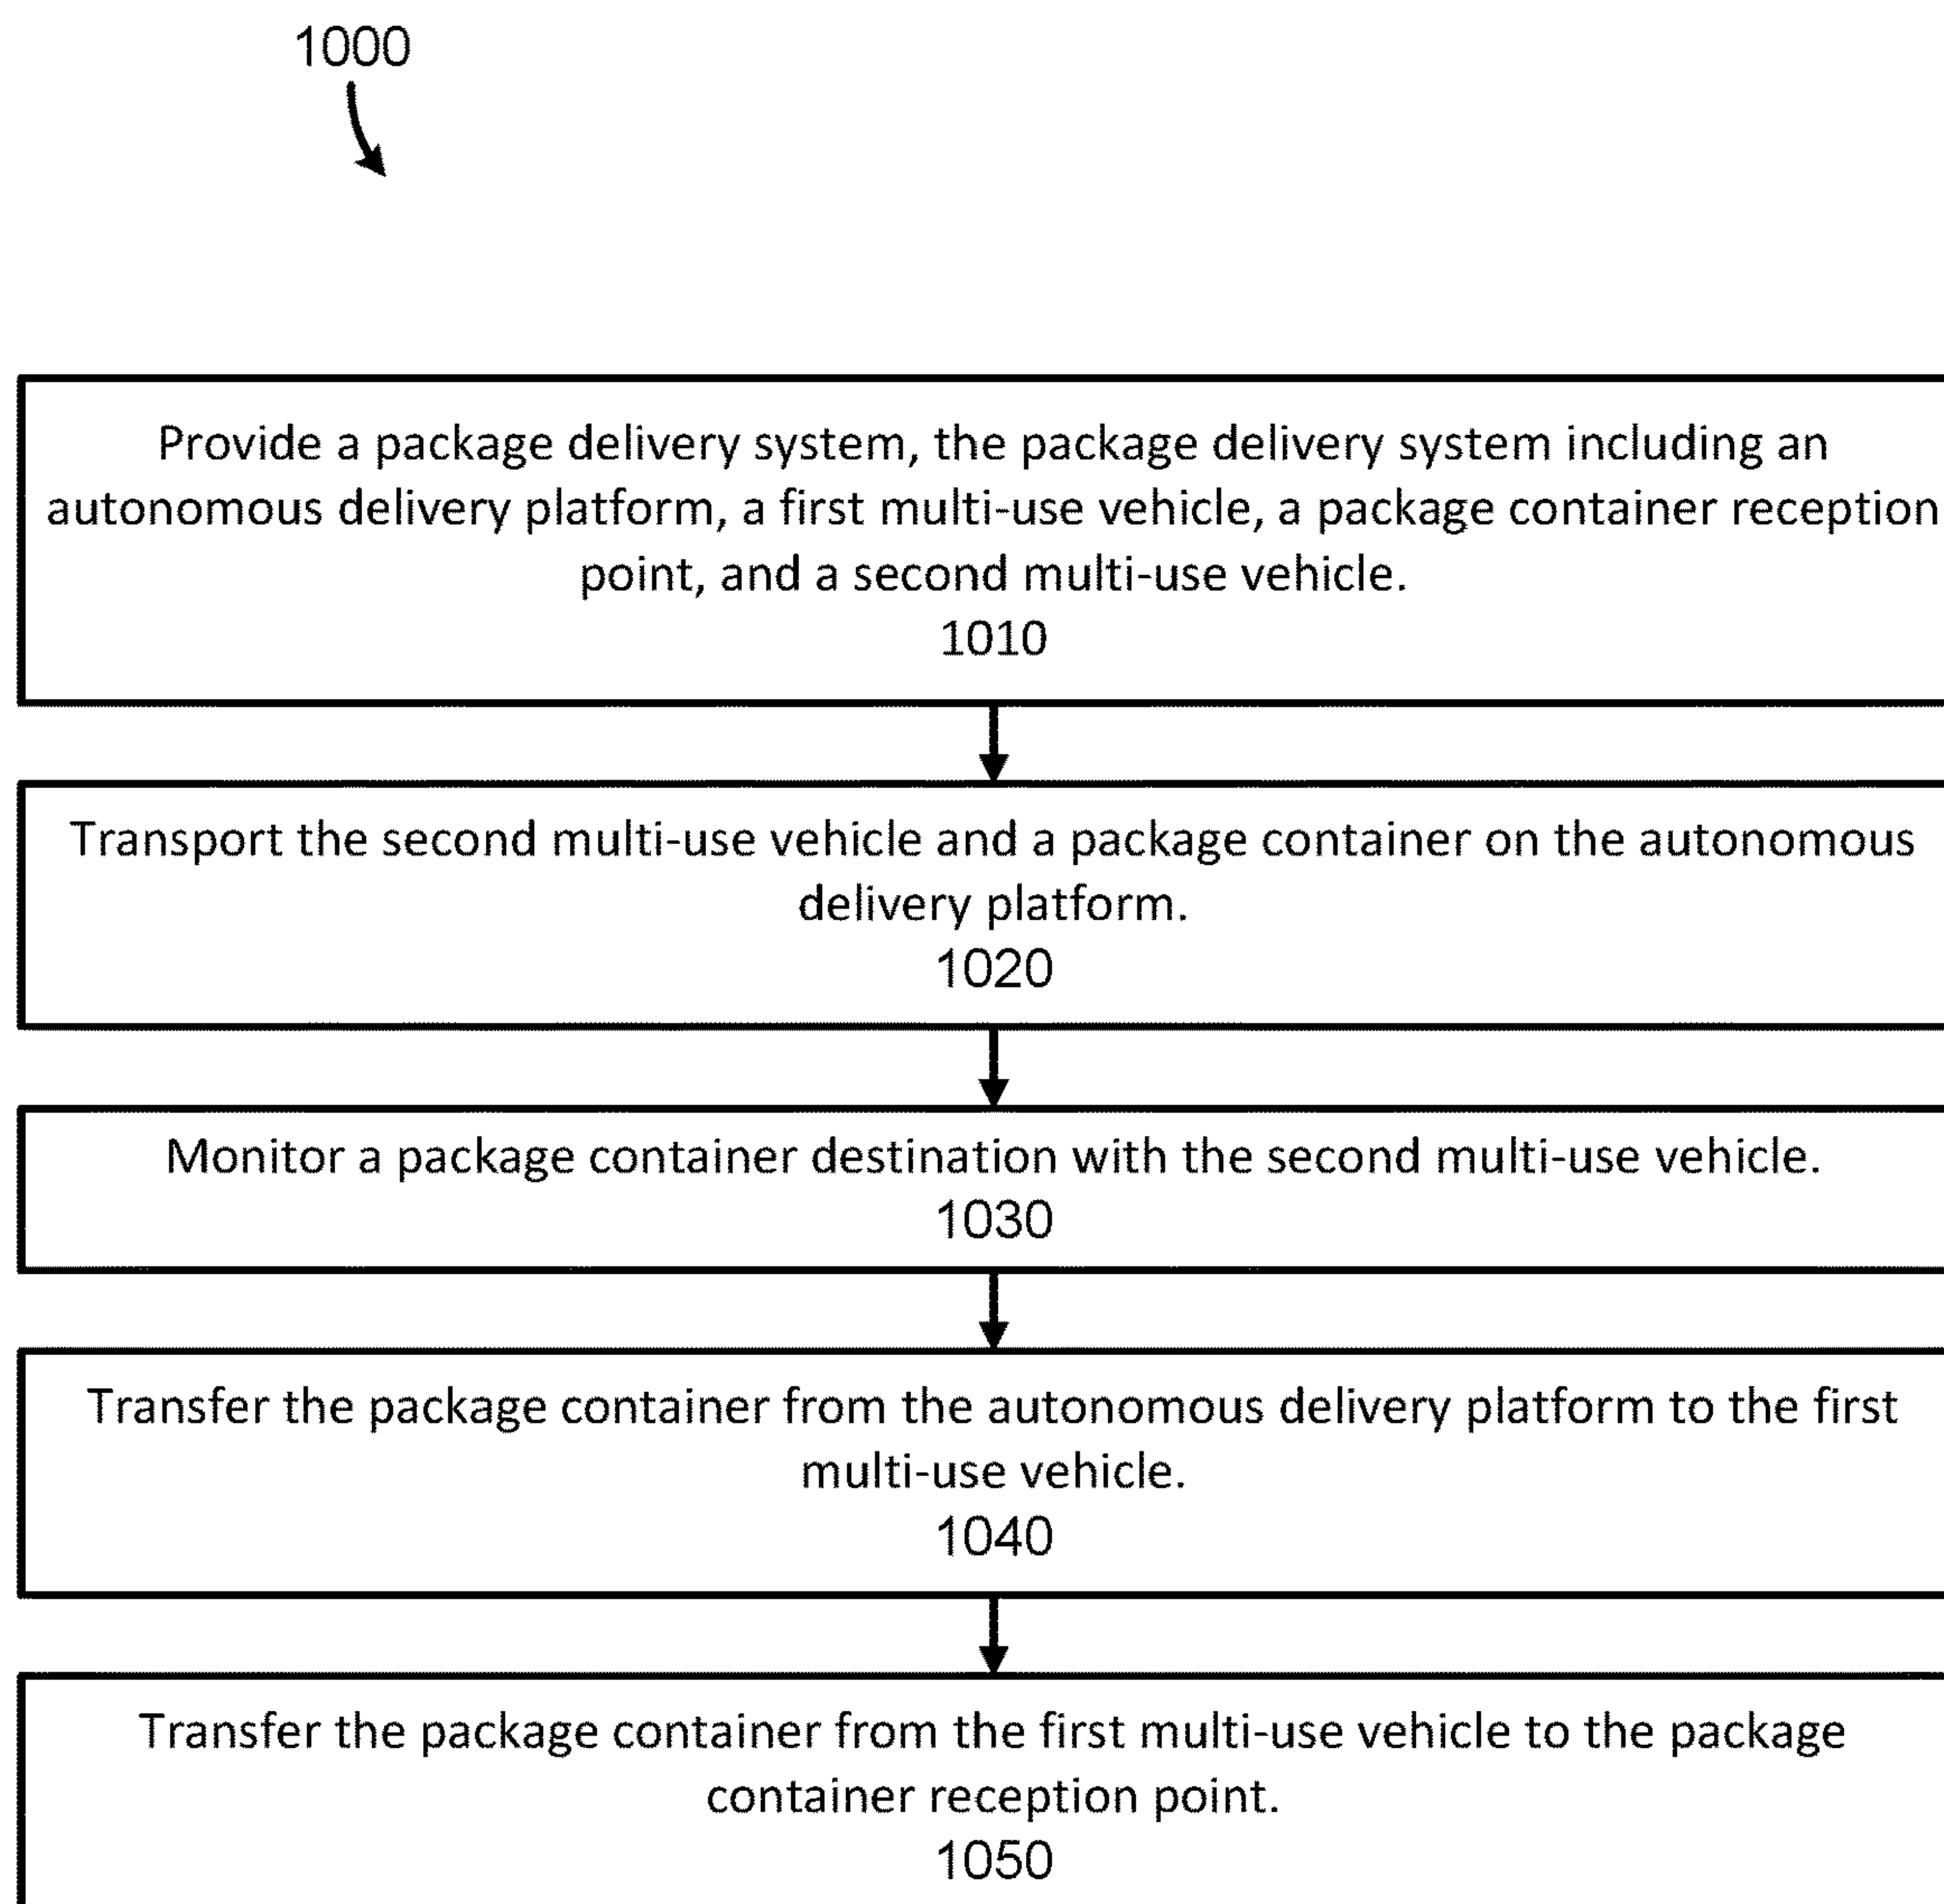 1000
Provide a package delivery system, the package delivery system including an
autonomous delivery platform, a first multi-use vehicle, a package container reception
point, and a second multi-use vehicle.
1010
Transport the second multi-use vehicle and a package container on the autonomous
delivery platform.
1020
Monitor a package container destination with the second multi-use vehicle.
1030
Transfer the package container from the autonomous delivery platform to the first
multi-use vehicle.
1040
Transfer the package container from the first multi-use vehicle to the package
container reception point.
1050